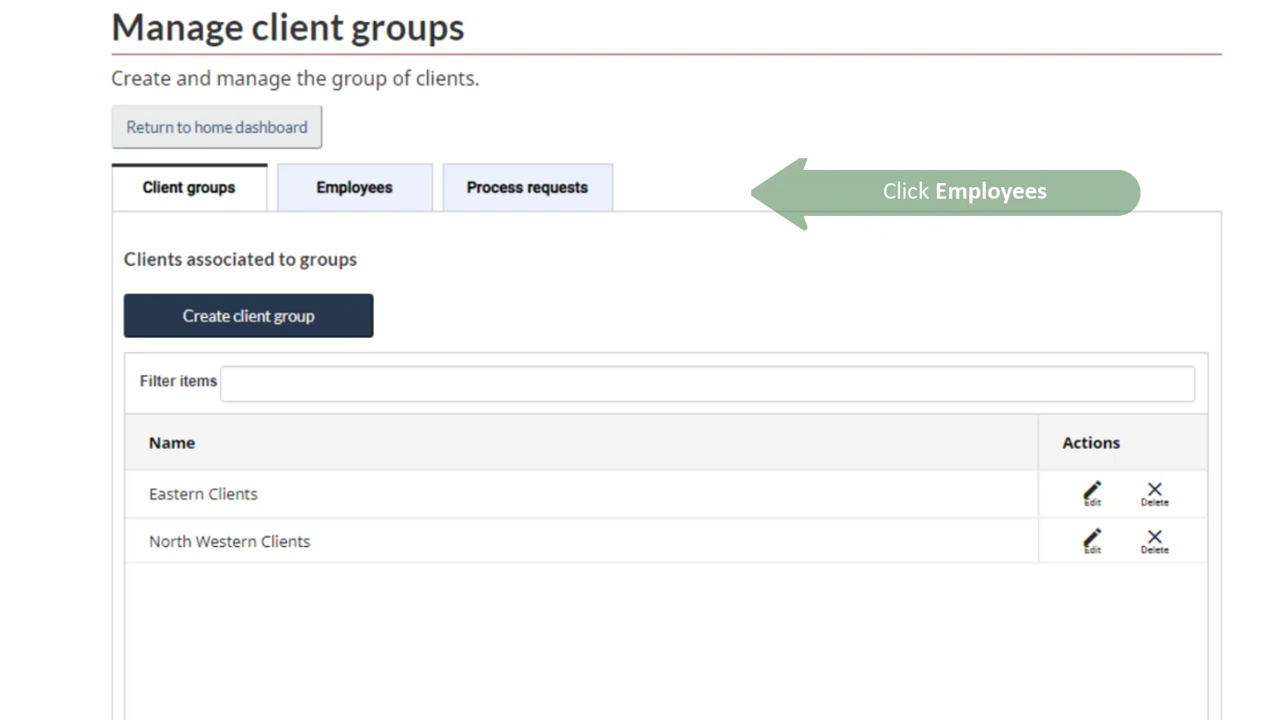 Manage client groups
Create and manage the group of clients.
Return to home dashboard
Client groups Employees Process requests
Click Employees
Clients associated to groups
Create client group
Filter items
Name Actions
Eastern Clients Edit Delete
North Western Clients Edit Delete